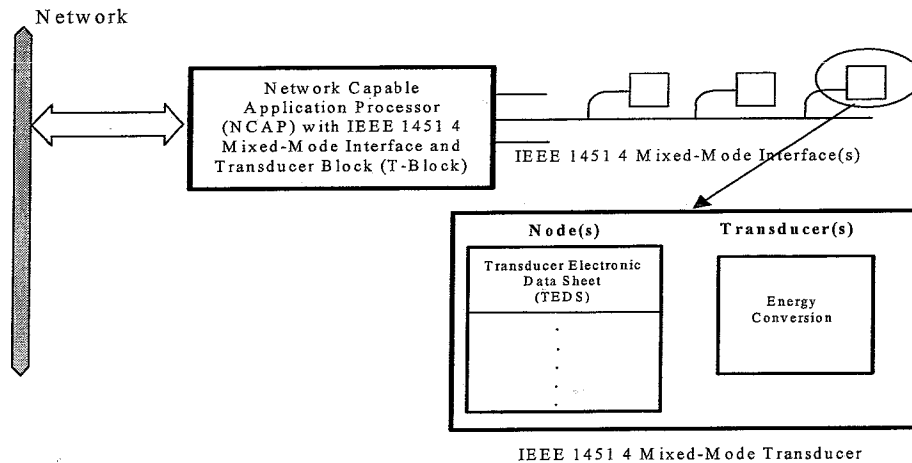 Network
Network Capable
Application Processor
(NCAP) with IEEE 1451 4
Mixed-Mode Interface and
Transducer Block (T-Block)
IEEE 1451 4 Mixed-Mode Interface(s)
Node(s)
Transducer(s)
Transducer Electronic
Data Sheet
(TEDS)
Energy
Conversion
IEEE 1451 4 Mixed-Mode Transducer